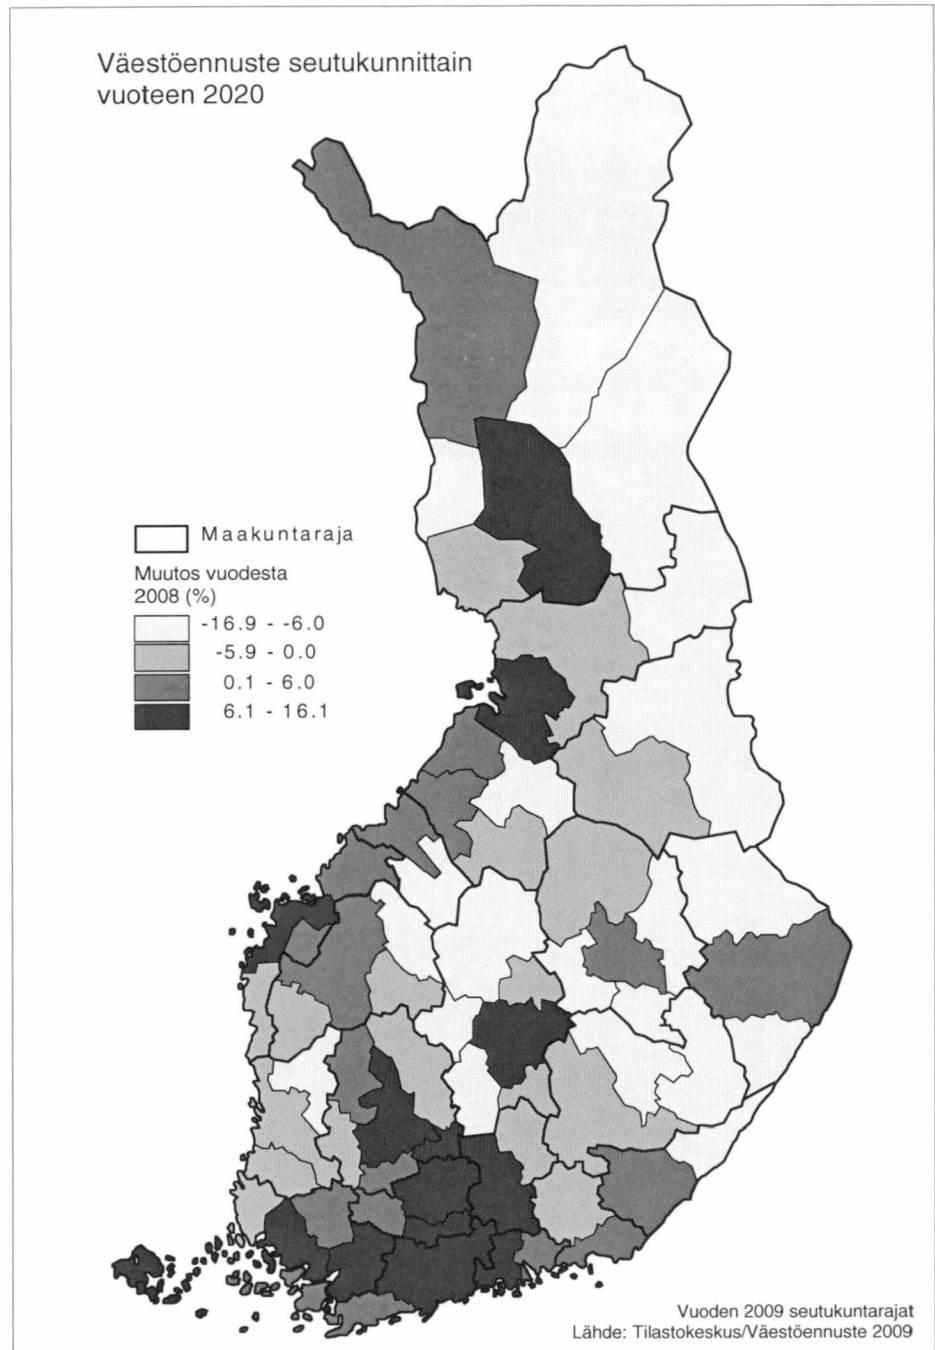 Väestöennuste seutukunnittain
vuoteen 2020
Maakuntaraja
Muutos vuodesta
2008 (%)
-16.9 - -6.0
-5.9 - 0.0
0.1 - 6.0
6.1 - 16.1
Vuoden 2009 seutukuntarajat
Lähde: Tilastokeskus/Väestöennuste 2009